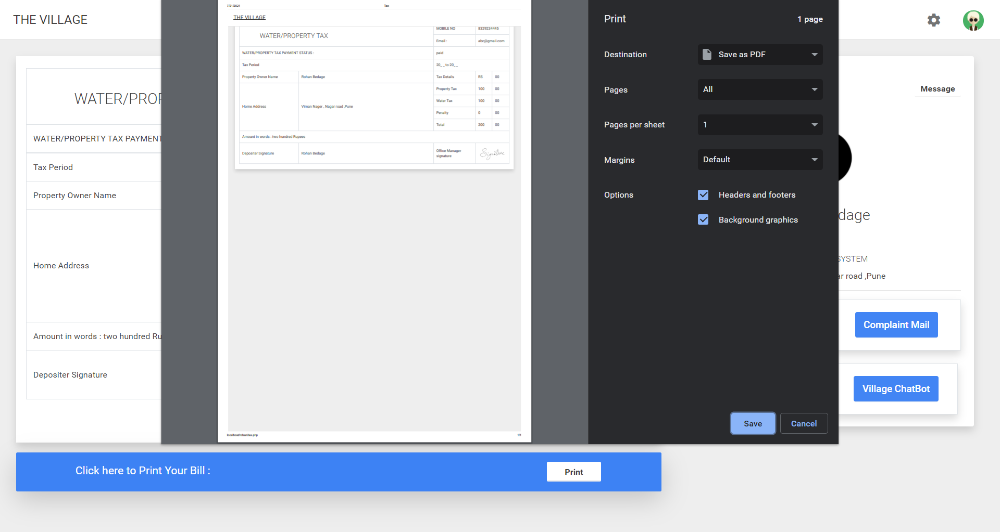 THE VILLAGE
WATER/PROP
WATER/PROPERTY TAX PAYMENT
Tax Period
Property Owner Name
Home Address
Amount in words : two hundred Ru
Depositer Signature
7/21/2021 Tax
THE VILLAGE
WATER/PROPERTY TAX
MOBILE NO 8329234445
Email : abc@gmail.com
WATER/PROPERTY TAX PAYMENT STATUS : paid
Tax Period 20_ _ to 20_ _
Property Owner Name Rohan Bedage Tax Details RS 00
Property Tax 100 00
Water Tax 100 00
Home Address Viman Nager , Nagar road ,Pune
Penalty 0 00
Total 200 00
Amount in words : two hundred Rupees
Depositer Signature Rohan Bedage Office Manager
signature Signature
localhost/rohan/tax.php 1/1
Print 1 page
Destination Save as PDF
Pages All
Pages per sheet 1
Margins Default
Options Headers and footers
Background graphics
Save Cancel
Message
dage
SYSTEM
ar road ,Pune
Complaint Mail
Village ChatBot
Click here to Print Your Bill : Print